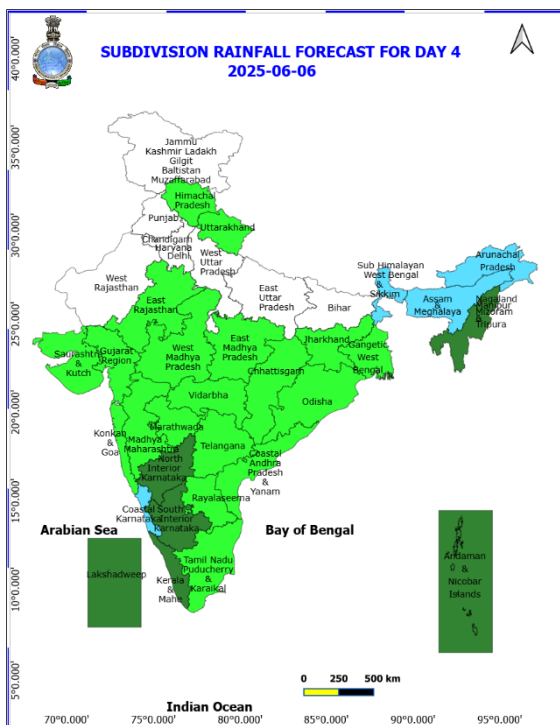 SUBDIVISION RAINFALL FORECAST FOR DAY 4
2025-06-06
40°0.000'
35°0.000'
30°0.000'
25°0.000'
20°0.000'
15°0.000'
10°0.000'
5°0.000'
Jammu
Kashmir Ladakh
Gilgit
Baltistan
Muzaffarabad
Himachal
Pradesh
Punjab
Uttarakhand
Chandigarh
Haryana
Delhi
West
Uttar
Pradesh
West
Rajasthan
East
Uttar
Pradesh
Bihar
Sub Himalayan
West Bengal
&
Sikkim
Arunachal
Pradesh
Assam
&
Meghalaya
Nagaland
Manipur
Mizoram
&
Tripura
East
Rajasthan
Saurashtra
&
Kutch
Gujarat
Region
West
Madhya
Pradesh
East
Madhya
Pradesh
Jharkhand
Gangetic
West
Bengal
Chhattisgarh
Odisha
Vidarbha
Konkan
&
Goa
Madhya
Maharashtra
Marathwada
Telangana
Coastal
Andhra
Pradesh
&
Yanam
North
Interior
Karnataka
Rayalaseema
Coastal
Karnataka
South
Interior
Karnataka
Arabian Sea
Bay of Bengal
Lakshadweep
Kerala
&
Mahe
Tamil Nadu
Puducherry
&
Karaikal
Andaman
&
Nicobar
Islands
0 250 500 km
Indian Ocean
70°0.000' 75°0.000' 80°0.000' 85°0.000' 90°0.000' 95°0.000'